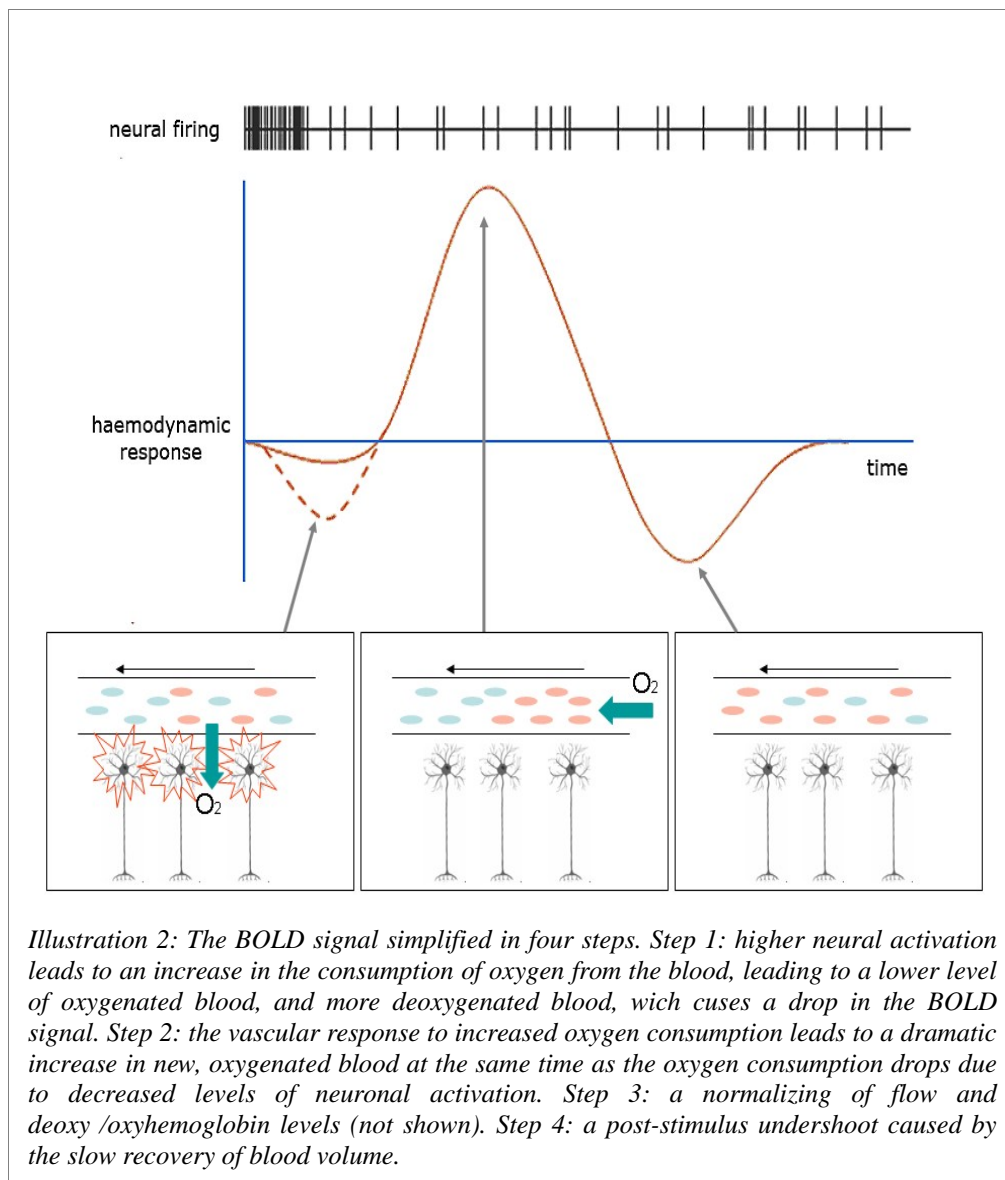 neural firing
haemodynamic
response
time
O₂
O₂
Illustration 2: The BOLD signal simplified in four steps. Step 1: higher neural activation
leads to an increase in the consumption of oxygen from the blood, leading to a lower level
of oxygenated blood, and more deoxygenated blood, wich cuses a drop in the BOLD
signal. Step 2: the vascular response to increased oxygen consumption leads to a dramatic
increase in new, oxygenated blood at the same time as the oxygen consumption drops due
to decreased levels of neuronal activation. Step 3: a normalizing of flow and
deoxy /oxyhemoglobin levels (not shown). Step 4: a post-stimulus undershoot caused by
the slow recovery of blood volume.